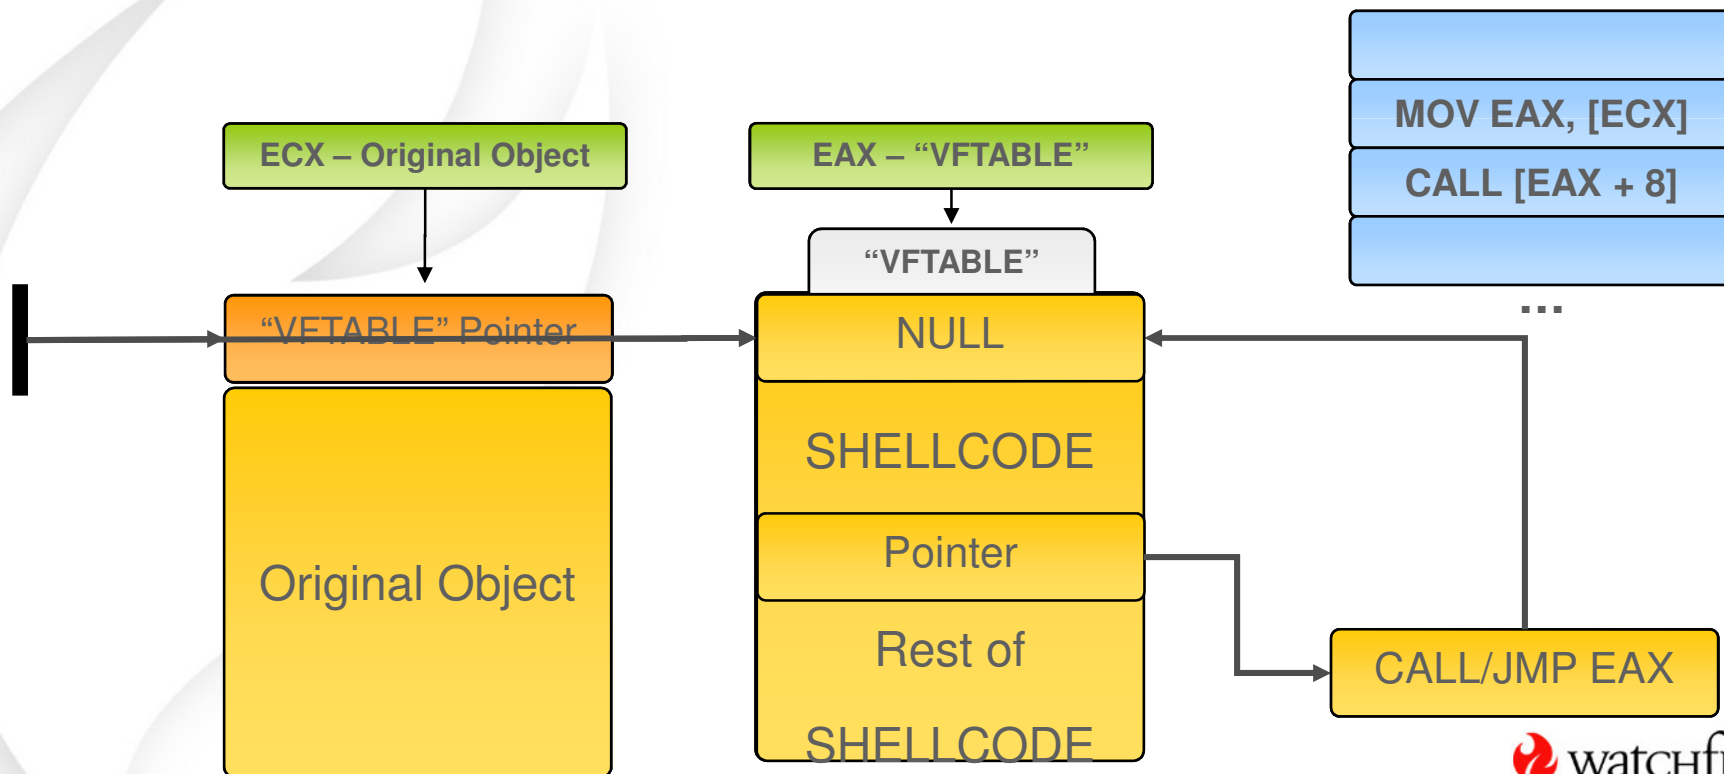 MOV EAX, [ECX]
CALL [EAX + 8]
...
ECX – Original Object
EAX – “VFTABLE”
“VFTABLE”
“VFTABLE” Pointer
NULL
SHELLCODE
Original Object
Pointer
Rest of
SHELLCODE
CALL/JMP EAX